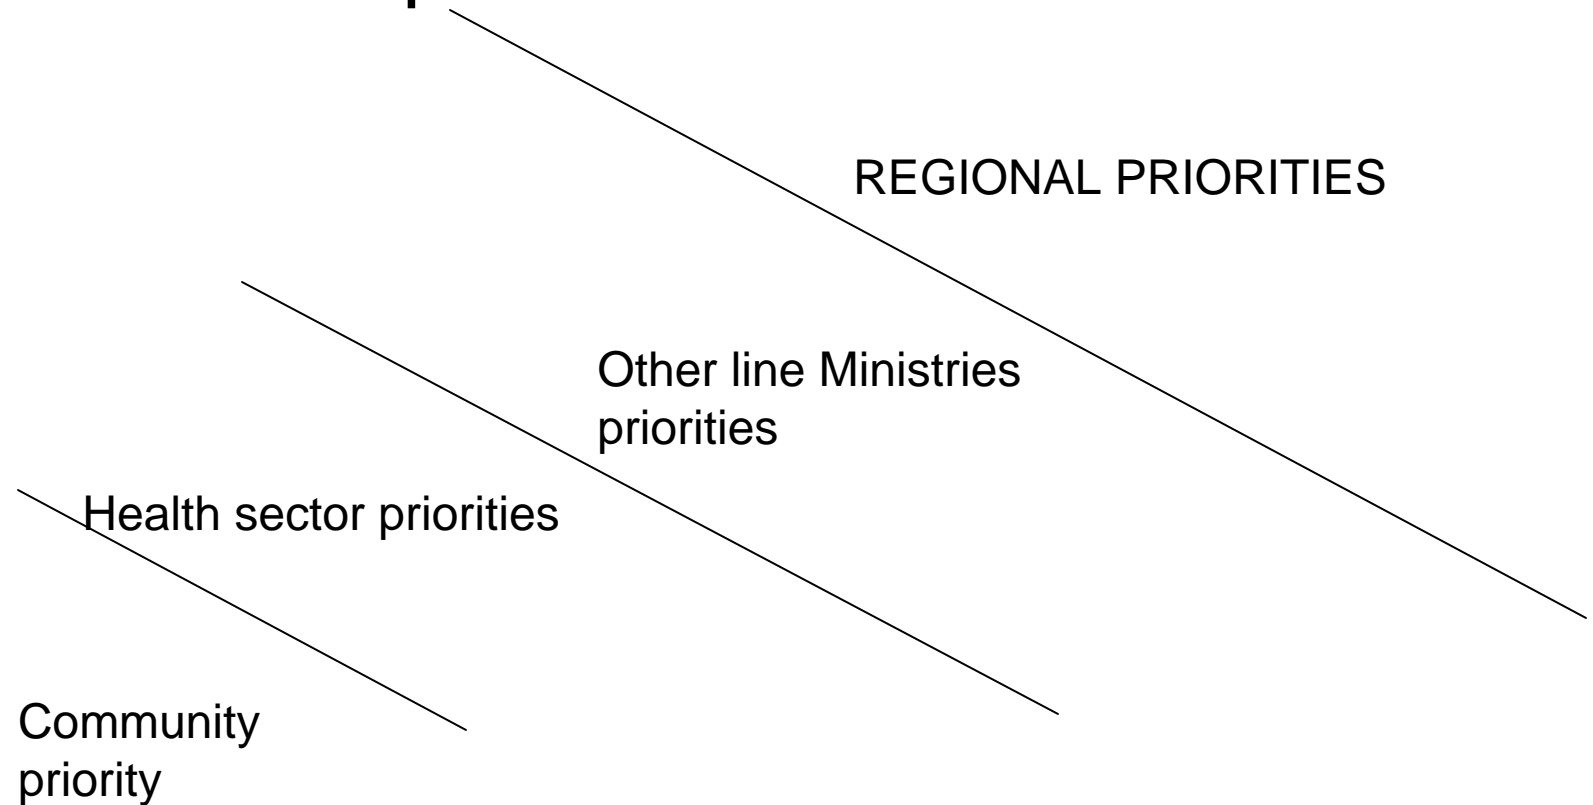 REGIONAL PRIORITIES
Other line Ministries
priorities
Health sector priorities
Community
priority